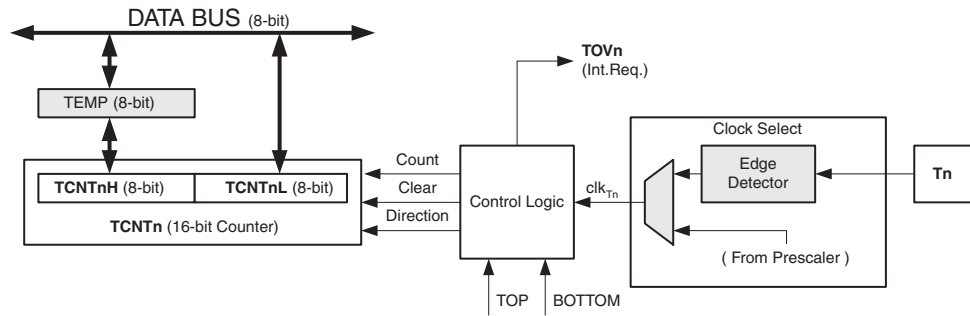 DATA BUS (8-bit)
TOVn
(Int.Req.)
TEMP (8-bit)
Clock Select
Count
Edge
Detector
Tn
TCNTnH (8-bit) TCNTnL (8-bit)
Clear
Control Logic
clkTn
TCNTn (16-bit Counter)
Direction
( From Prescaler )
TOP
BOTTOM